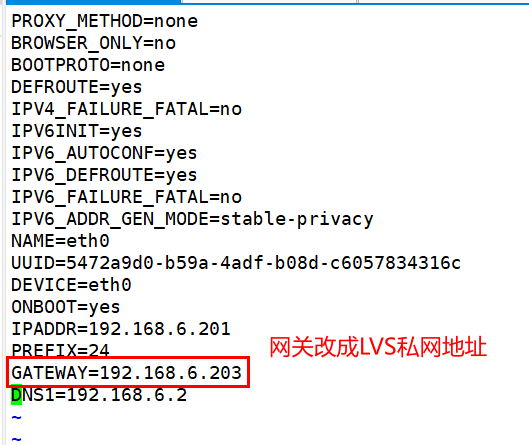 PROXY_METHOD=none
BROWSER_ONLY=no
BOOTPROTO=none
DEFROUTE=yes
IPV4_FAILURE_FATAL=no
IPV6INIT=yes
IPV6_AUTOCONF=yes
IPV6_DEFROUTE=yes
IPV6_FAILURE_FATAL=no
IPV6_ADDR_GEN_MODE=stable-privacy
NAME=eth0
UUID=5472a9d0-b59a-4adf-b08d-c6057834316c
DEVICE=eth0
ONBOOT=yes
IPADDR=192.168.6.201
PREFIX=24
网关改成LVS私网地址
GATEWAY=192.168.6.203
DNS1=192.168.6.2
~
~